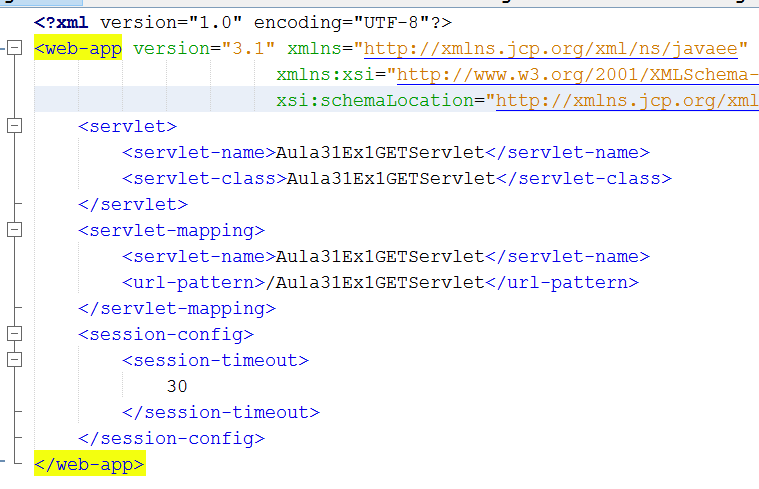 <?xml version="1.0" encoding="UTF-8"?>
<web-app version="3.1" xmlns="http://xmlns.jcp.org/xml/ns/javaee"
xmlns:xsi="http://www.w3.org/2001/XMLSchema-
xsi:schemaLocation="http://xmlns.jcp.org/xml
<servlet>
<servlet-name>Aula31Ex1GETServlet</servlet-name>
<servlet-class>Aula31Ex1GETServlet</servlet-class>
</servlet>
<servlet-mapping>
<servlet-name>Aula31Ex1GETServlet</servlet-name>
<url-pattern>/Aula31Ex1GETServlet</url-pattern>
</servlet-mapping>
<session-config>
<session-timeout>
30
</session-timeout>
</session-config>
</web-app>